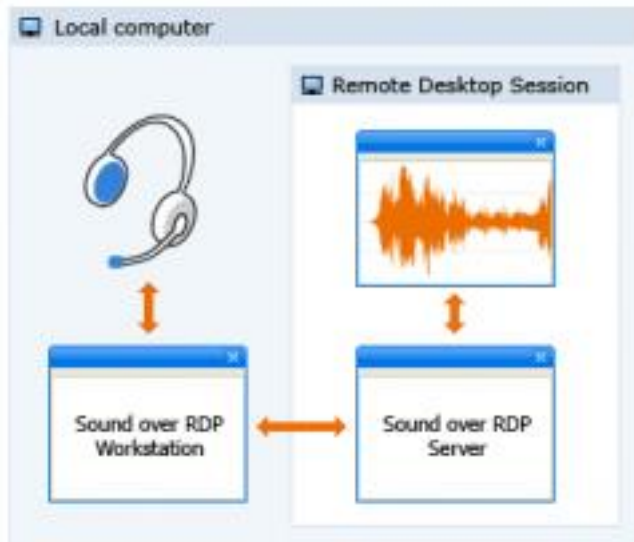 Local computer
Remote Desktop Session
Sound over RDP
Workstation
Sound over RDP
Server